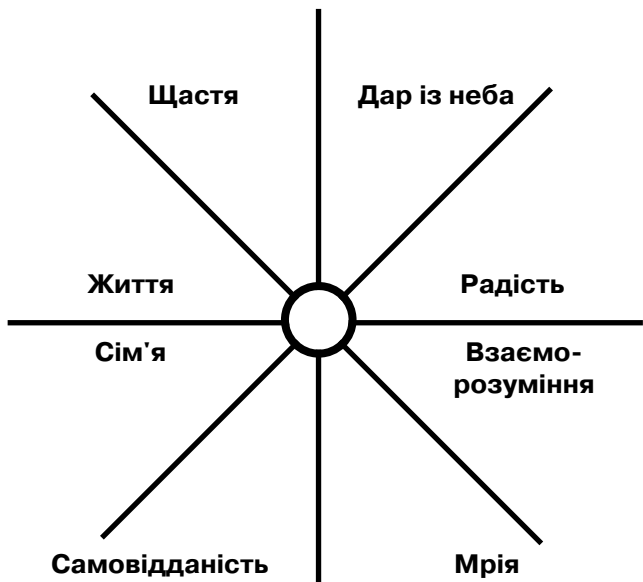 Щастя
Дар із неба
Життя
Радість
Сім'я
Взаємо-
розуміння
Самовідданість
Мрія